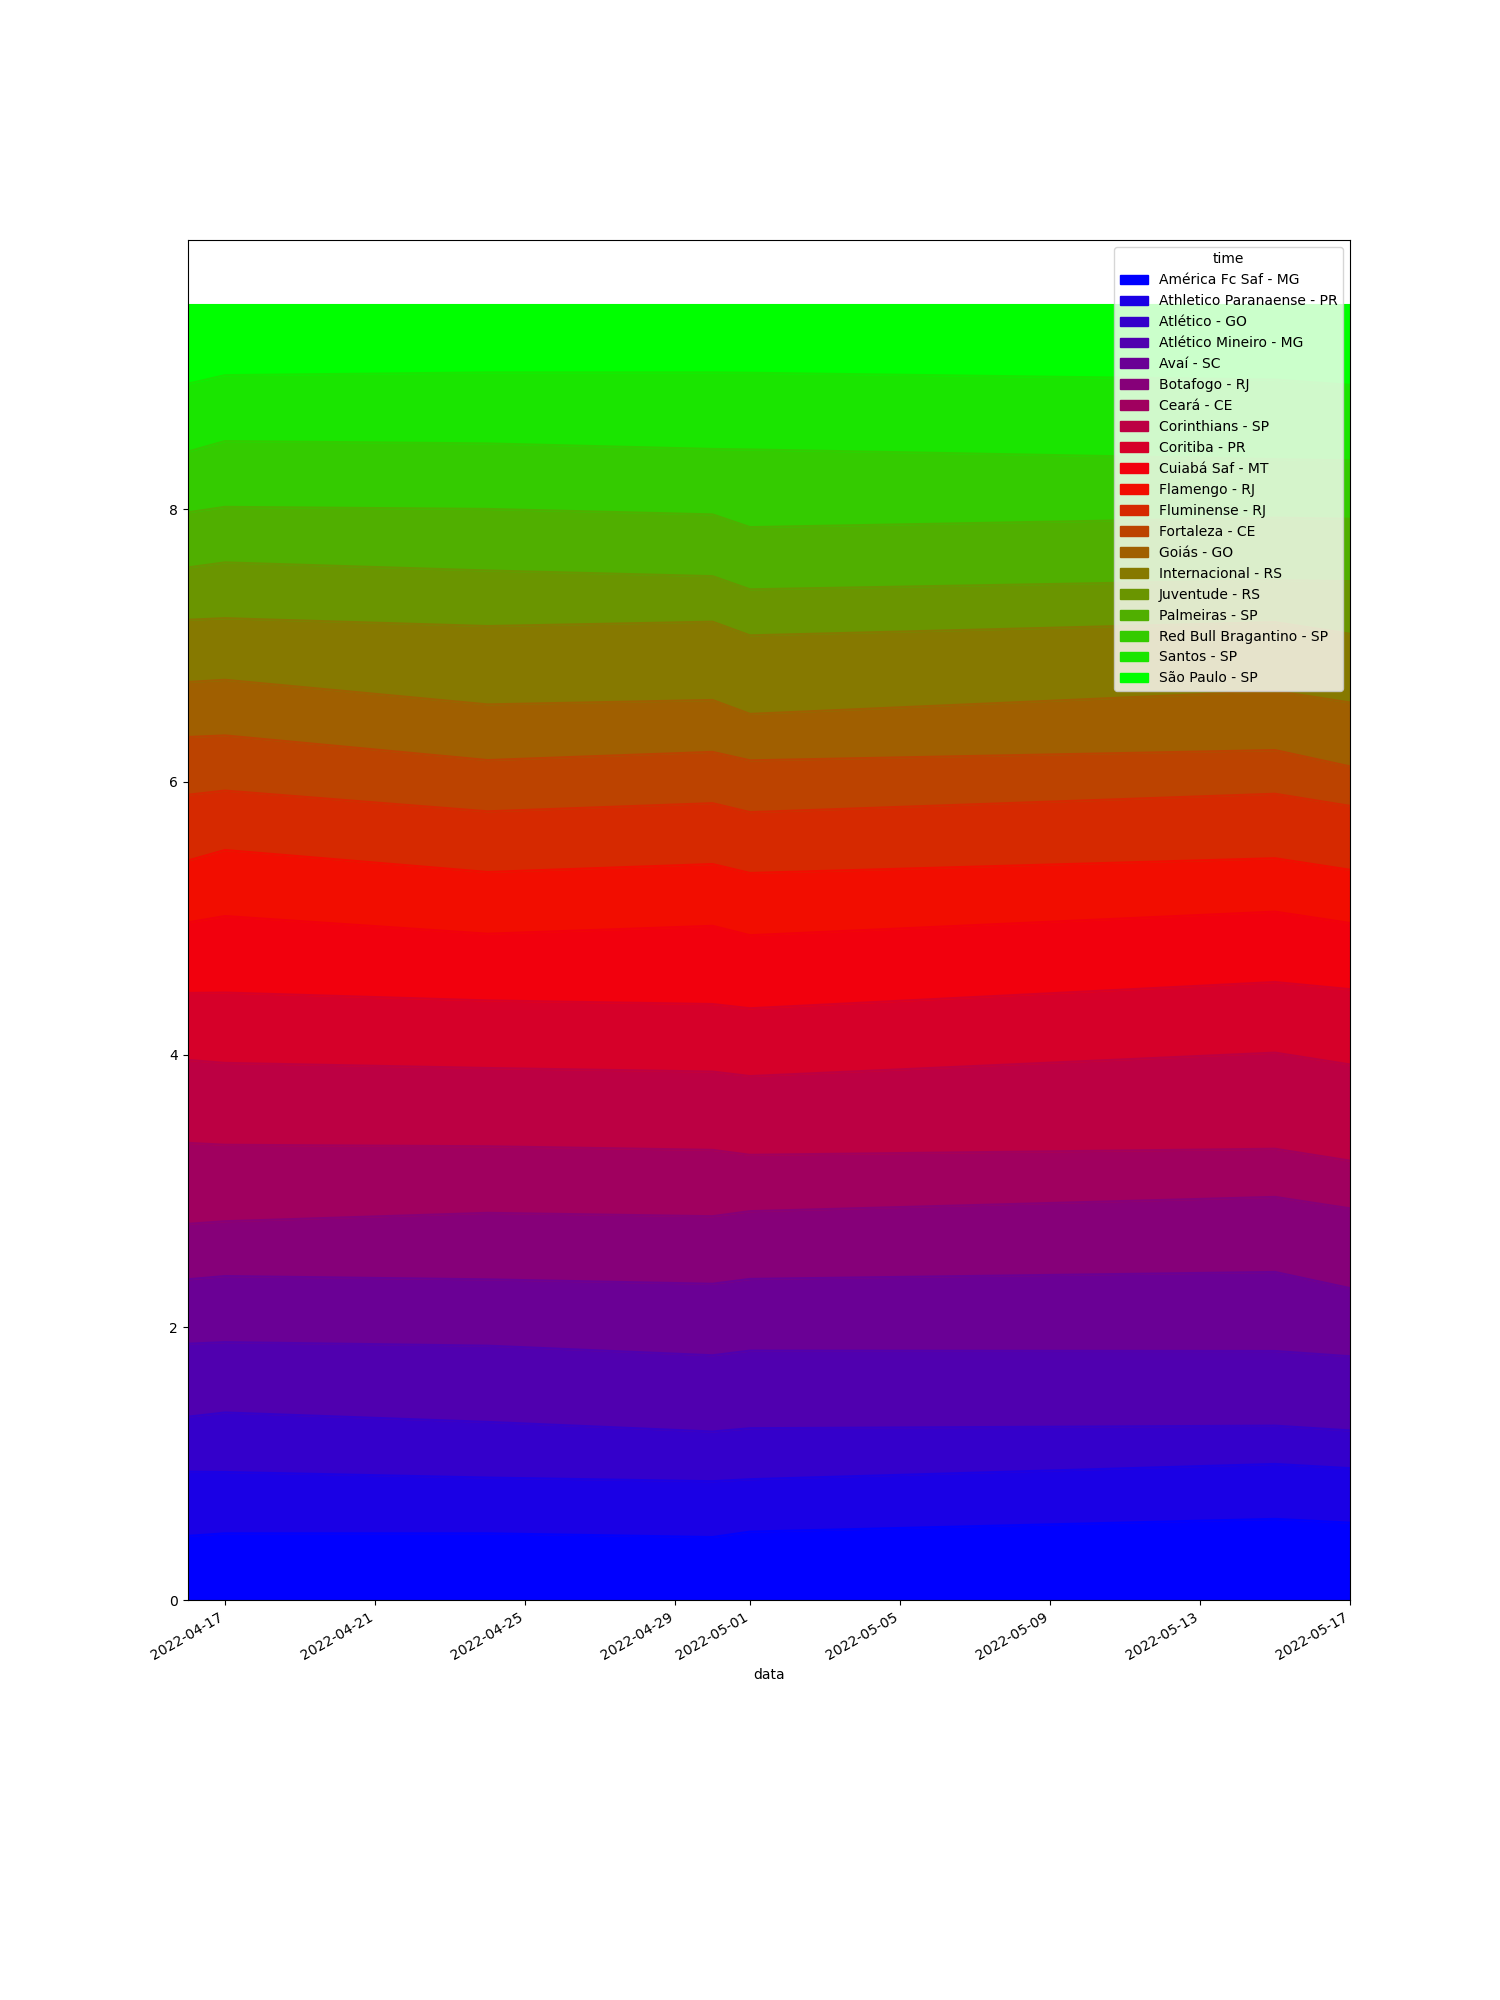 time
América Fc Saf - MG
Athletico Paranaense - PR
Atlético - GO
Atlético Mineiro - MG
Avaí - SC
Botafogo - RJ
Ceará - CE
Corinthians - SP
Coritiba - PR
Cuiabá Saf - MT
Flamengo - RJ
Fluminense - RJ
Fortaleza - CE
Goiás - GO
Internacional - RS
Juventude - RS
Palmeiras - SP
Red Bull Bragantino - SP
Santos - SP
São Paulo - SP
8
6
4
2
0
2022-04-17
2022-04-21
2022-04-25
2022-04-29
2022-05-01
2022-05-05
2022-05-09
2022-05-13
2022-05-17
data